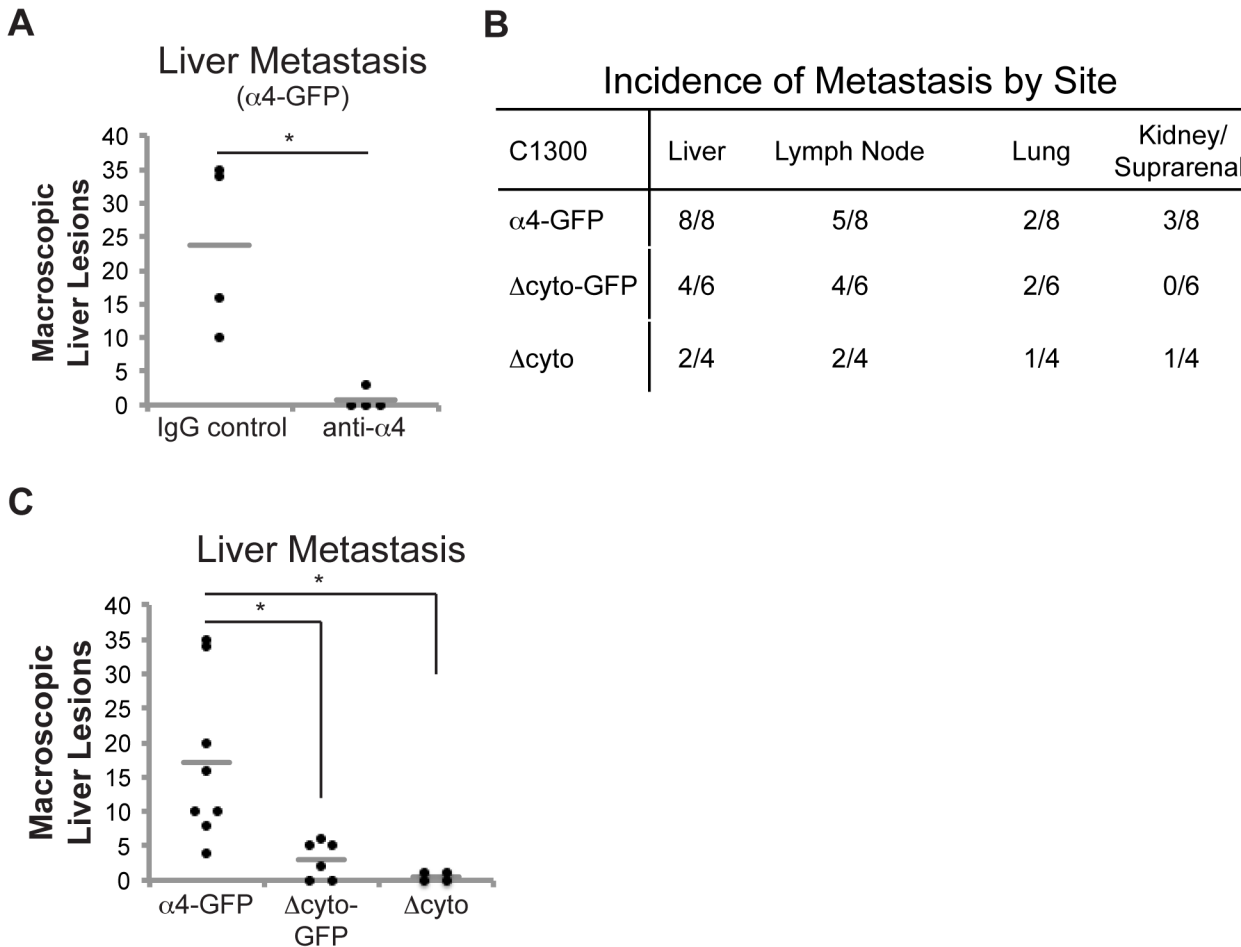 A
Liver Metastasis
(α4-GFP)
*
Macroscopic
Liver Lesions
40
35
30
25
20
15
10
5
0
IgG control anti-α4
B
Incidence of Metastasis by Site
C1300 Liver Lymph Node Lung Kidney/
Suprarenal
α4-GFP 8/8 5/8 2/8 3/8
Δcyto-GFP 4/6 4/6 2/6 0/6
Δcyto 2/4 2/4 1/4 1/4
C
Liver Metastasis
*
*
Macroscopic
Liver Lesions
40
35
30
25
20
15
10
5
0
α4-GFP Δcyto- Δcyto
GFP